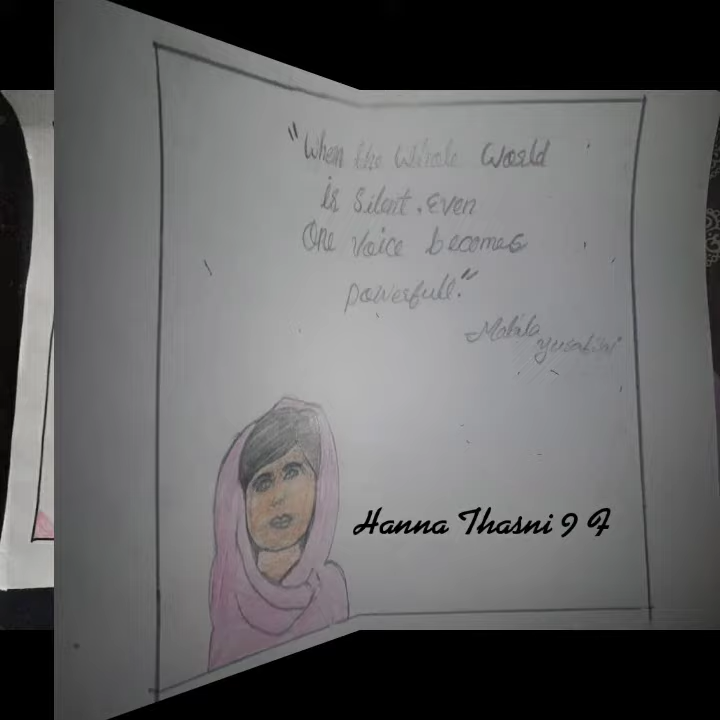 "When the Whole World
is Silent, Even
One Voice becomes
powerfull."
-Malala
Yusafzai
Hanna Thasni 9 F